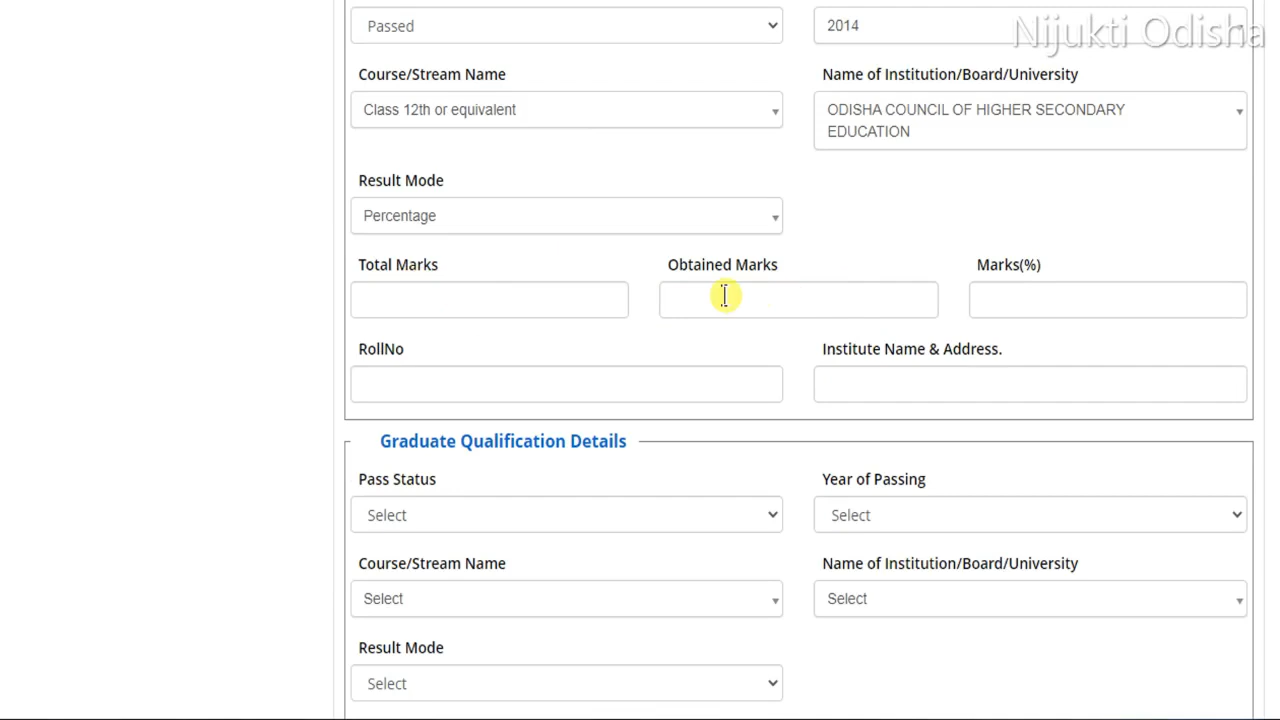 Nijukti Odisha
Passed
2014
Course/Stream Name
Name of Institution/Board/University
Class 12th or equivalent
ODISHA COUNCIL OF HIGHER SECONDARY
EDUCATION
Result Mode
Percentage
Total Marks
Obtained Marks
Marks(%)
RollNo
Institute Name & Address.
Graduate Qualification Details
Pass Status
Year of Passing
Select
Select
Course/Stream Name
Name of Institution/Board/University
Select
Select
Result Mode
Select